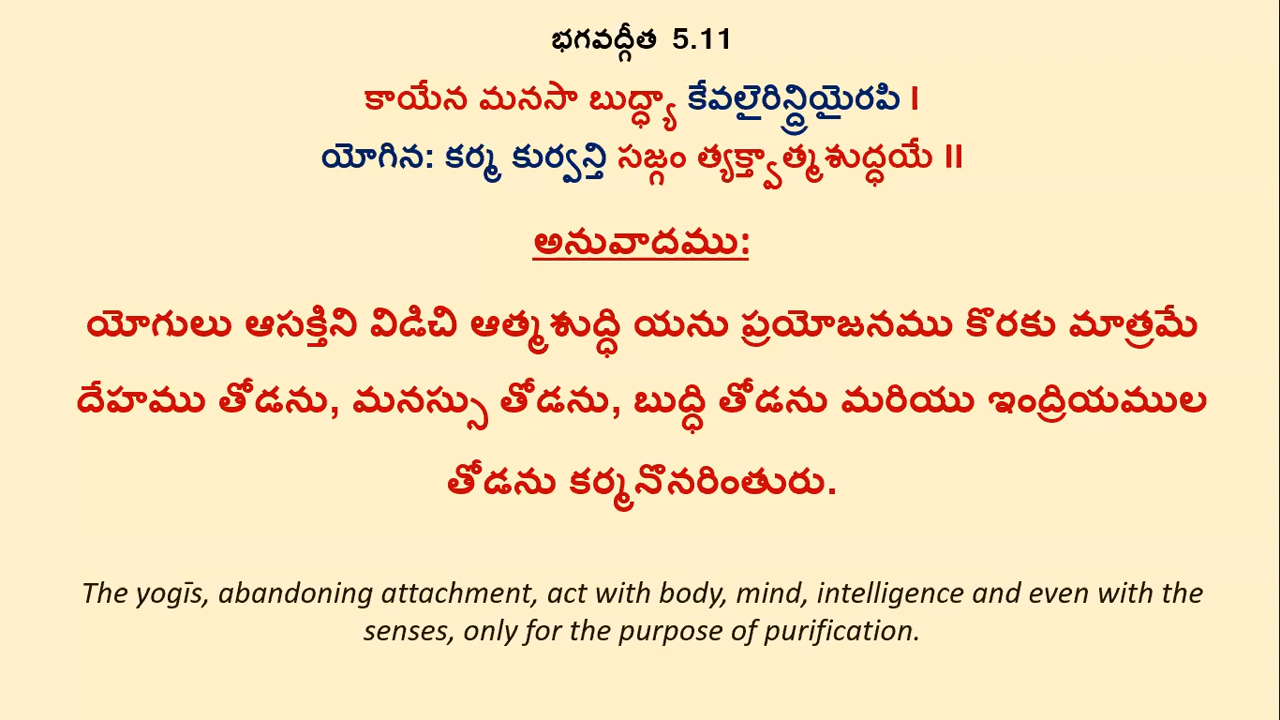 భగవద్గీత 5.11
కాయేన మనసా బుద్ధ్యా కేవలైరిన్ద్రియైరపి I
యోగిన: కర్మ కుర్వన్తి సఙ్గం త్యక్త్వాత్మశుద్ధయే II
అనువాదము:
యోగులు ఆసక్తిని విడిచి ఆత్మశుద్ధి యను ప్రయోజనము కొరకు మాత్రమే
దేహము తోడను, మనస్సు తోడను, బుద్ధి తోడను మరియు ఇంద్రియముల
తోడను కర్మనొనరింతురు.
The yogīs, abandoning attachment, act with body, mind, intelligence and even with the
senses, only for the purpose of purification.